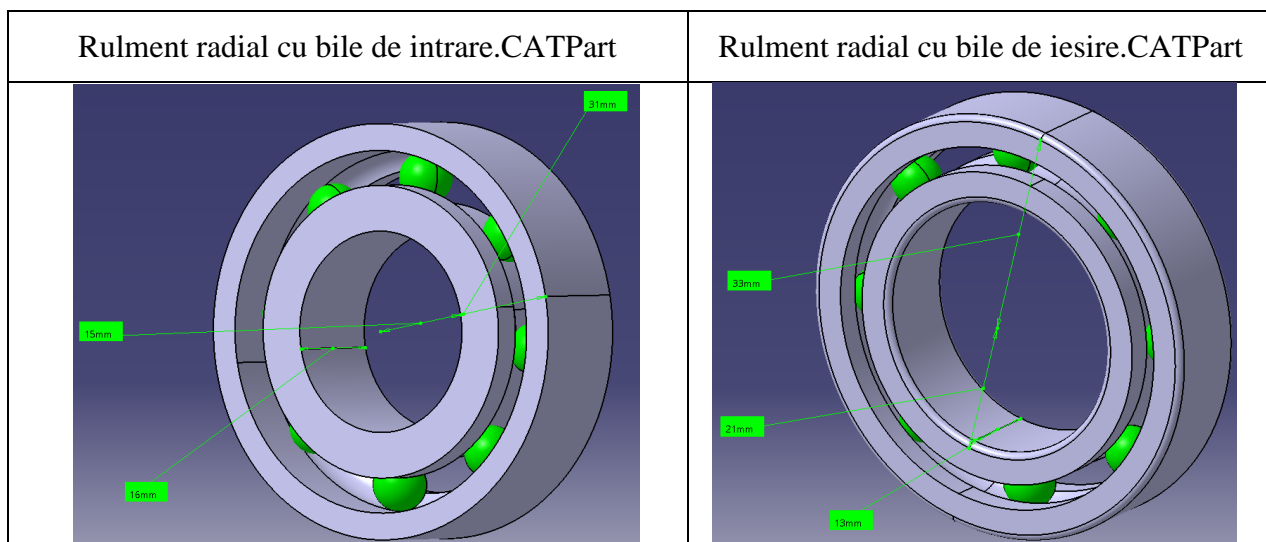 Rulment radial cu bile de intrare.CATPart
Rulment radial cu bile de iesire.CATPart
31mm
15mm
16mm
33mm
21mm
13mm